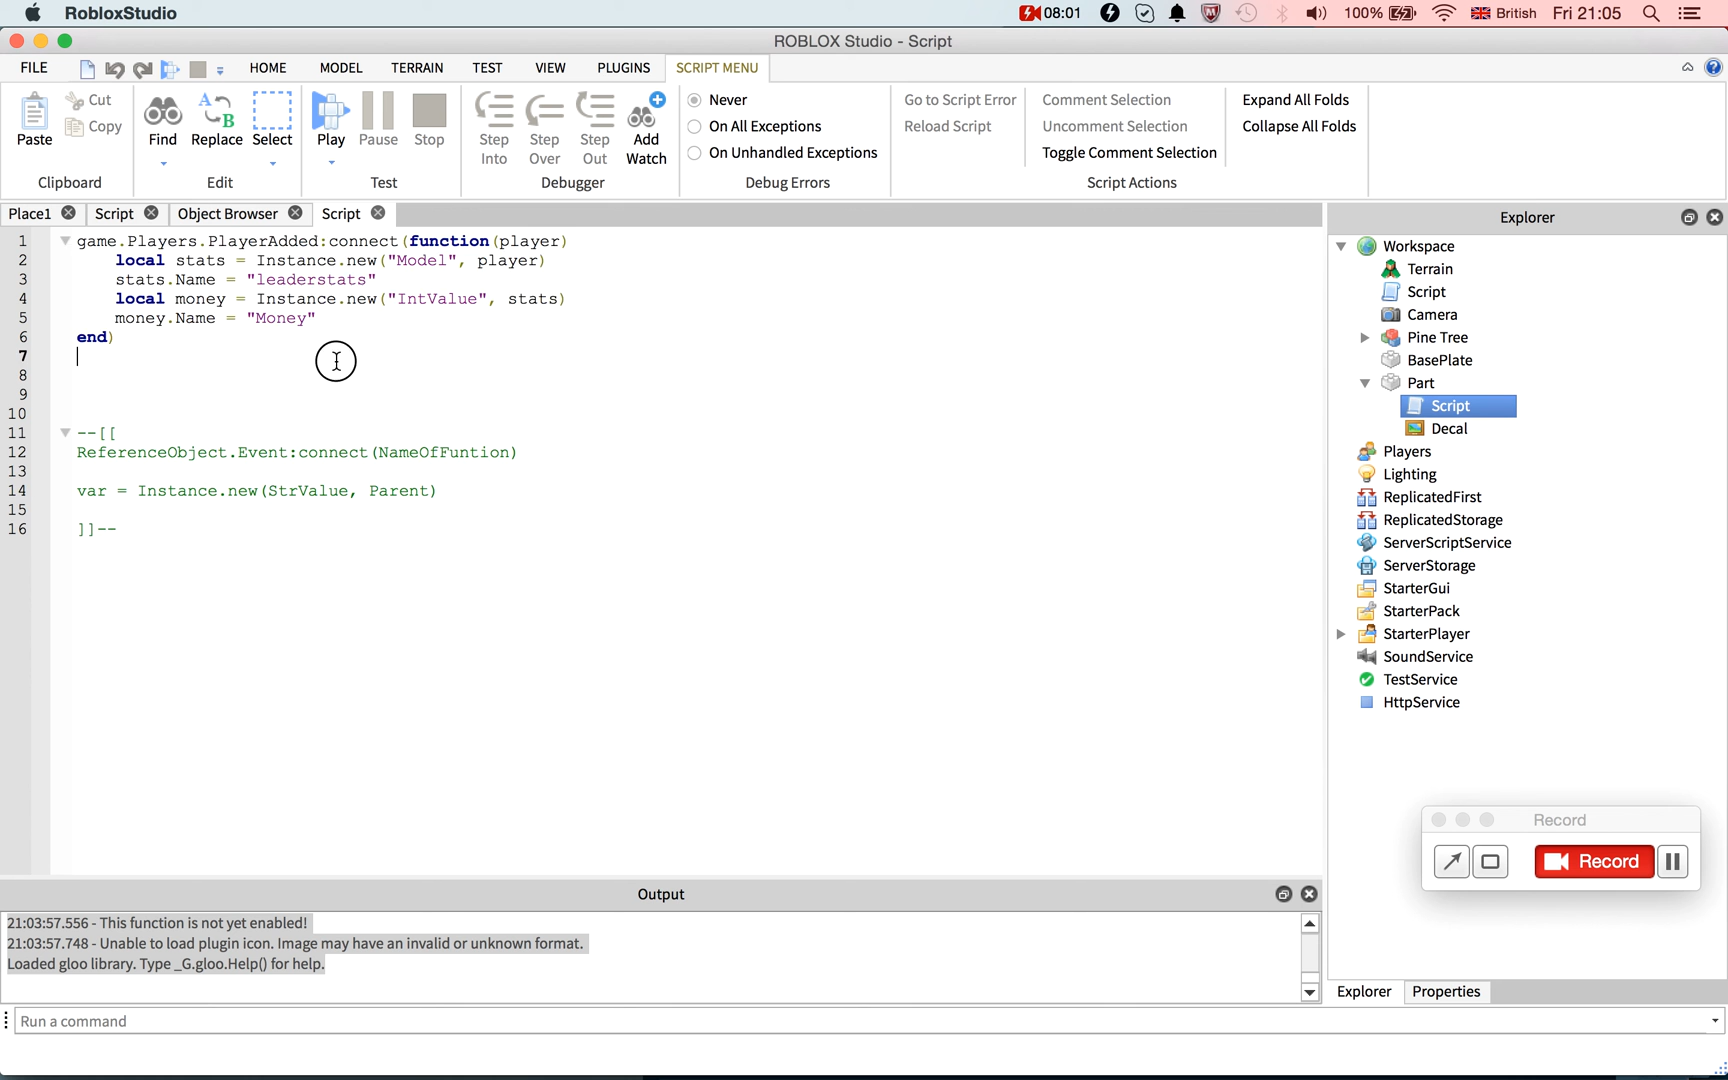 RobloxStudio 08:01 100% British Fri 21:05
ROBLOX Studio - Script
FILE HOME MODEL TERRAIN TEST VIEW PLUGINS SCRIPT MENU
Paste Cut Copy Clipboard
Find Replace Select Edit
Play Pause Stop Test
Step Into Step Over Step Out Add Watch Debugger
Never
On All Exceptions
On Unhandled Exceptions
Debug Errors
Go to Script Error
Reload Script
Comment Selection
Uncomment Selection
Toggle Comment Selection
Expand All Folds
Collapse All Folds
Script Actions
Place1 Script Object Browser Script
1 game.Players.PlayerAdded:connect(function(player)
2 local stats = Instance.new("Model", player)
3 stats.Name = "leaderstats"
4 local money = Instance.new("IntValue", stats)
5 money.Name = "Money"
6 end)
7
8
9
10
11 --[[
12 ReferenceObject.Event:connect(NameOfFuntion)
13
14 var = Instance.new(StrValue, Parent)
15
16 ]]--
Explorer
Workspace
Terrain
Script
Camera
Pine Tree
BasePlate
Part
Script
Decal
Players
Lighting
ReplicatedFirst
ReplicatedStorage
ServerScriptService
ServerStorage
StarterGui
StarterPack
StarterPlayer
SoundService
TestService
HttpService
Record
Record
Explorer Properties
Output
21:03:57.556 - This function is not yet enabled!
21:03:57.748 - Unable to load plugin icon. Image may have an invalid or unknown format.
Loaded gloo library. Type _G.gloo.Help() for help.
Run a command